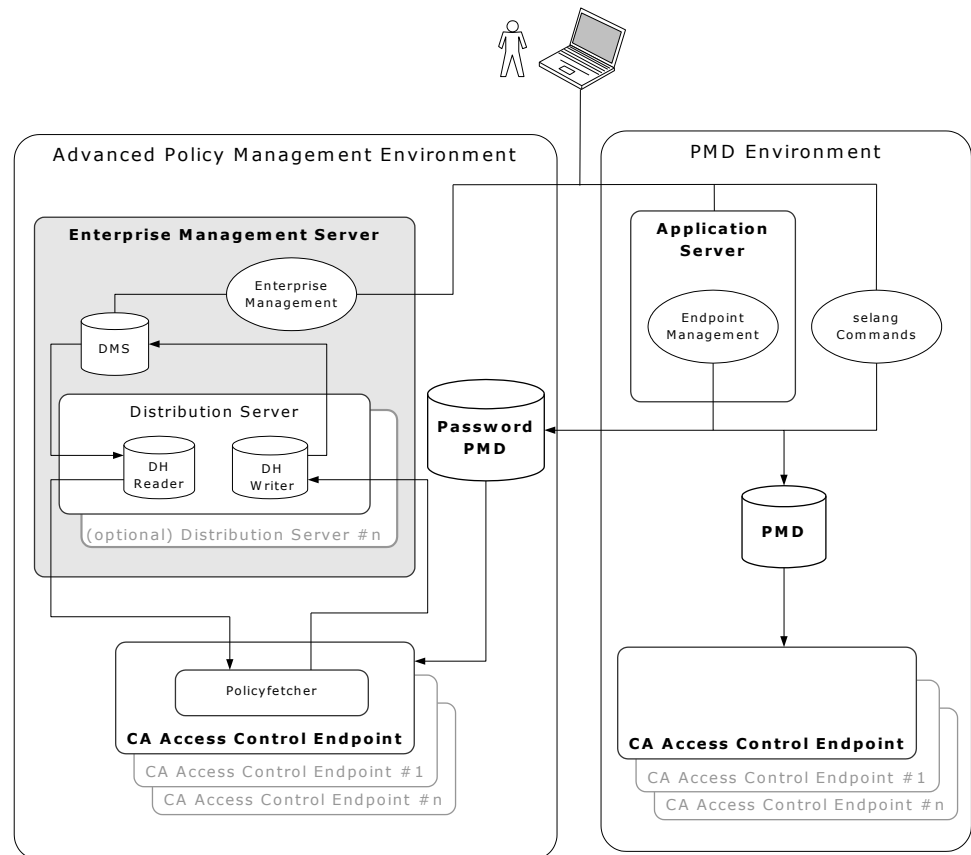 Advanced Policy Management Environment
Enterprise Management Server
Enterprise
Management
DMS
Distribution Server
DH
Reader
DH
Writer
(optional) Distribution Server #n
Password
PMD
Policyfetcher
CA Access Control Endpoint
CA Access Control Endpoint #1
CA Access Control Endpoint #n
PMD Environment
Application
Server
Endpoint
Management
selang
Commands
PMD
CA Access Control Endpoint
CA Access Control Endpoint #1
CA Access Control Endpoint #n